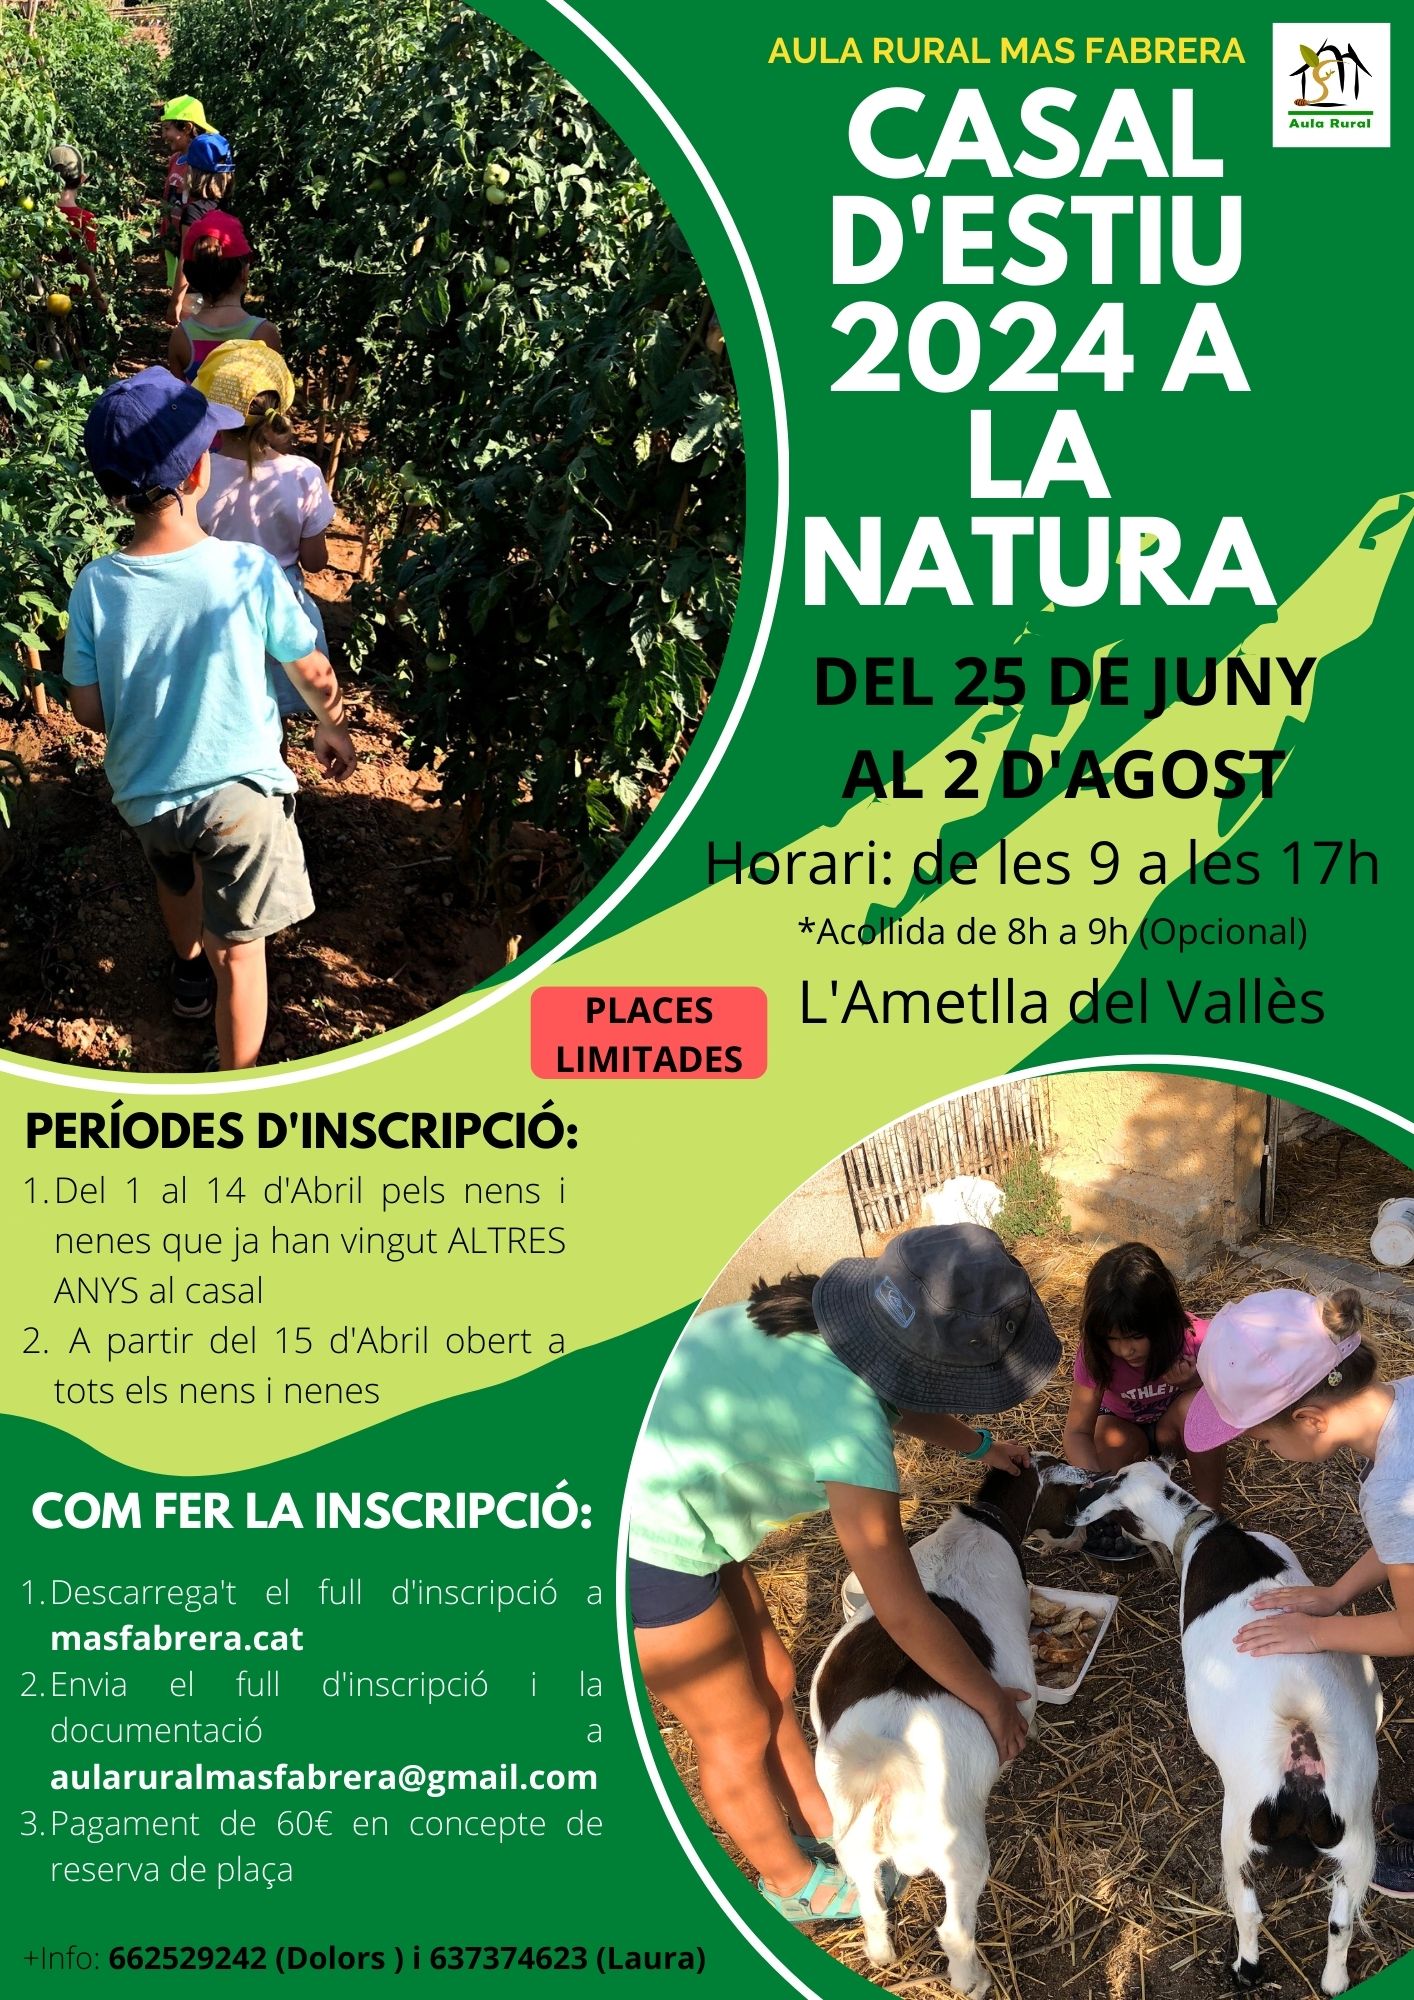 AULA RURAL MAS FABRERA
Aula Rural
CASAL
D'ESTIU
2024 A
LA
NATURA
DEL 25 DE JUNY
AL 2 D'AGOST
Horari: de les 9 a les 17h
*Acollida de 8h a 9h (Opcional)
L'Ametlla del Vallès
PLACES
LIMITADES
PERÍODES D'INSCRIPCIÓ:
1. Del 1 al 14 d'Abril pels nens i
nenes que ja han vingut ALTRES
ANYS al casal
2. A partir del 15 d'Abril obert a
tots els nens i nenes
COM FER LA INSCRIPCIÓ:
1. Descarrega't el full d'inscripció a
masfabrera.cat
2. Envia el full d'inscripció i la
documentació a
aularuralmasfabrera@gmail.com
3. Pagament de 60€ en concepte de
reserva de plaça
+Info: 662529242 (Dolors ) i 637374623 (Laura)